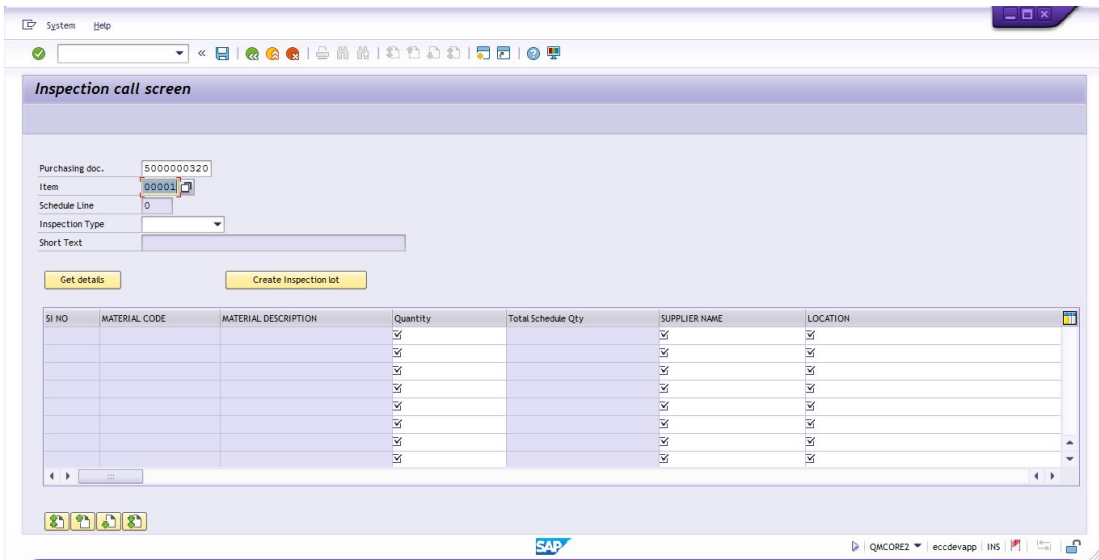 System Help
Inspection call screen
Purchasing doc. 5000000320
Item 00001
Schedule Line 0
Inspection Type
Short Text
Get details Create Inspection lot
SI NO MATERIAL CODE MATERIAL DESCRIPTION Quantity Total Schedule Qty SUPPLIER NAME LOCATION
SAP QMCORE2 eccdevapp INS